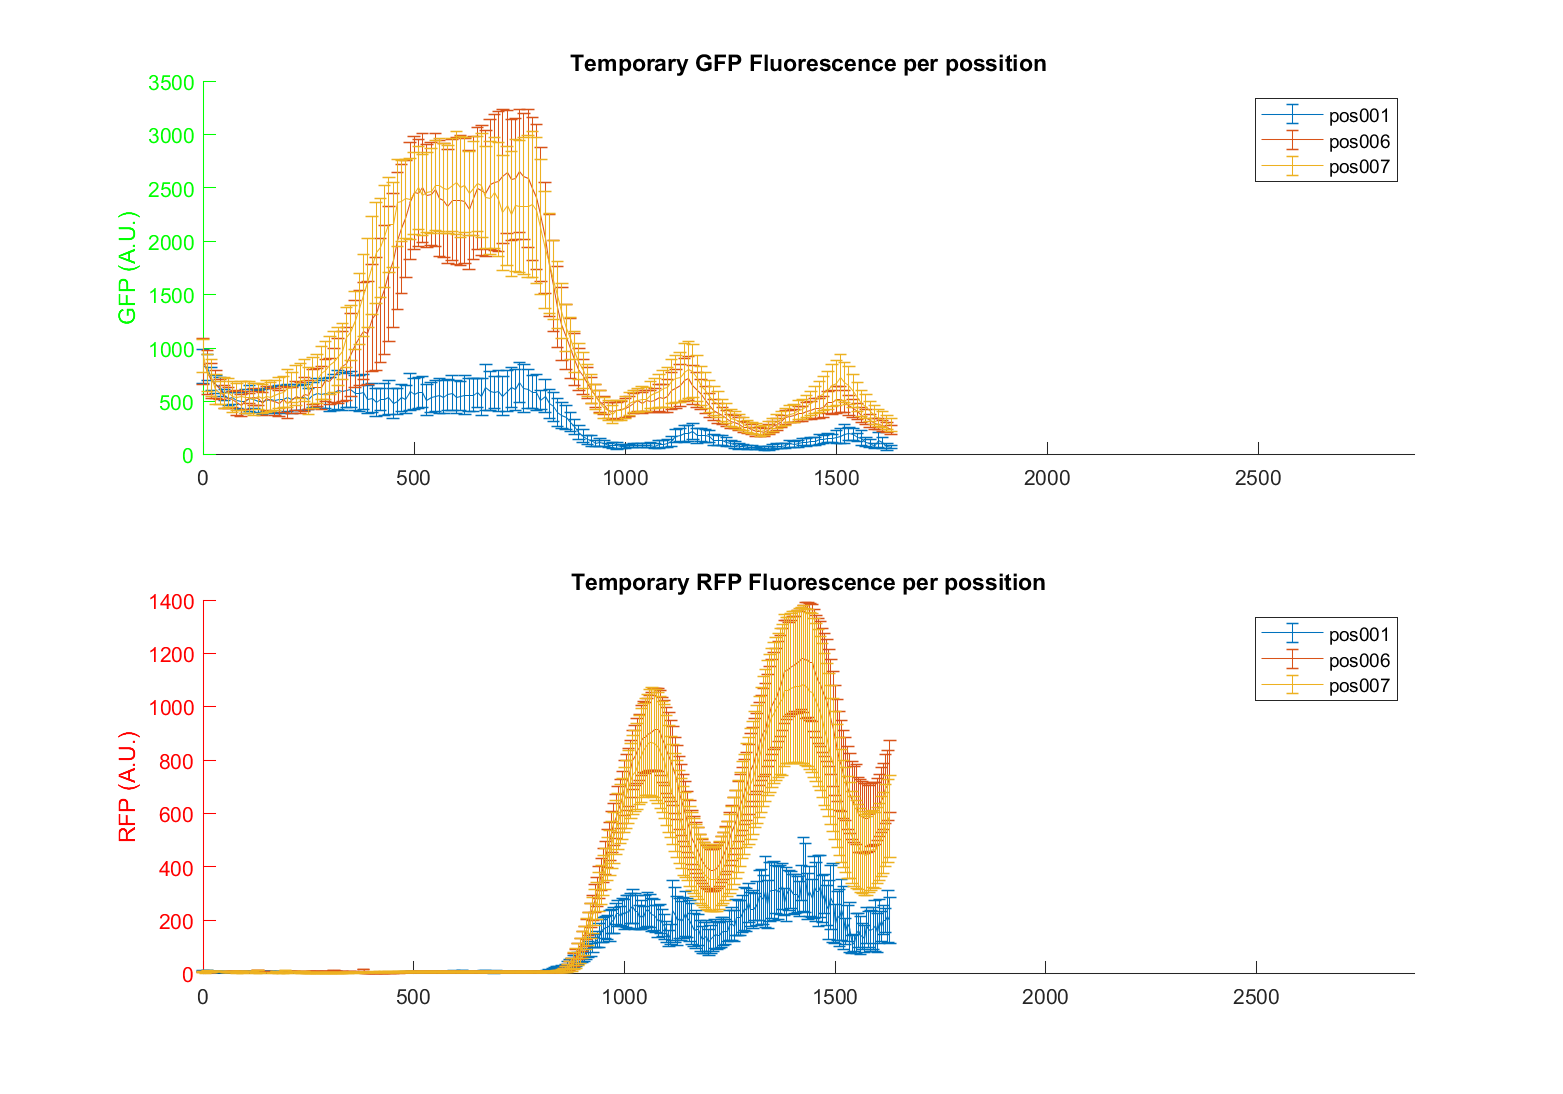 Temporary GFP Fluorescence per possition
3500
3000
2500
2000
1500
1000
500
0
GFP (A.U.)
0 500 1000 1500 2000 2500
pos001
pos006
pos007
Temporary RFP Fluorescence per possition
1400
1200
1000
800
600
400
200
0
RFP (A.U.)
0 500 1000 1500 2000 2500
pos001
pos006
pos007